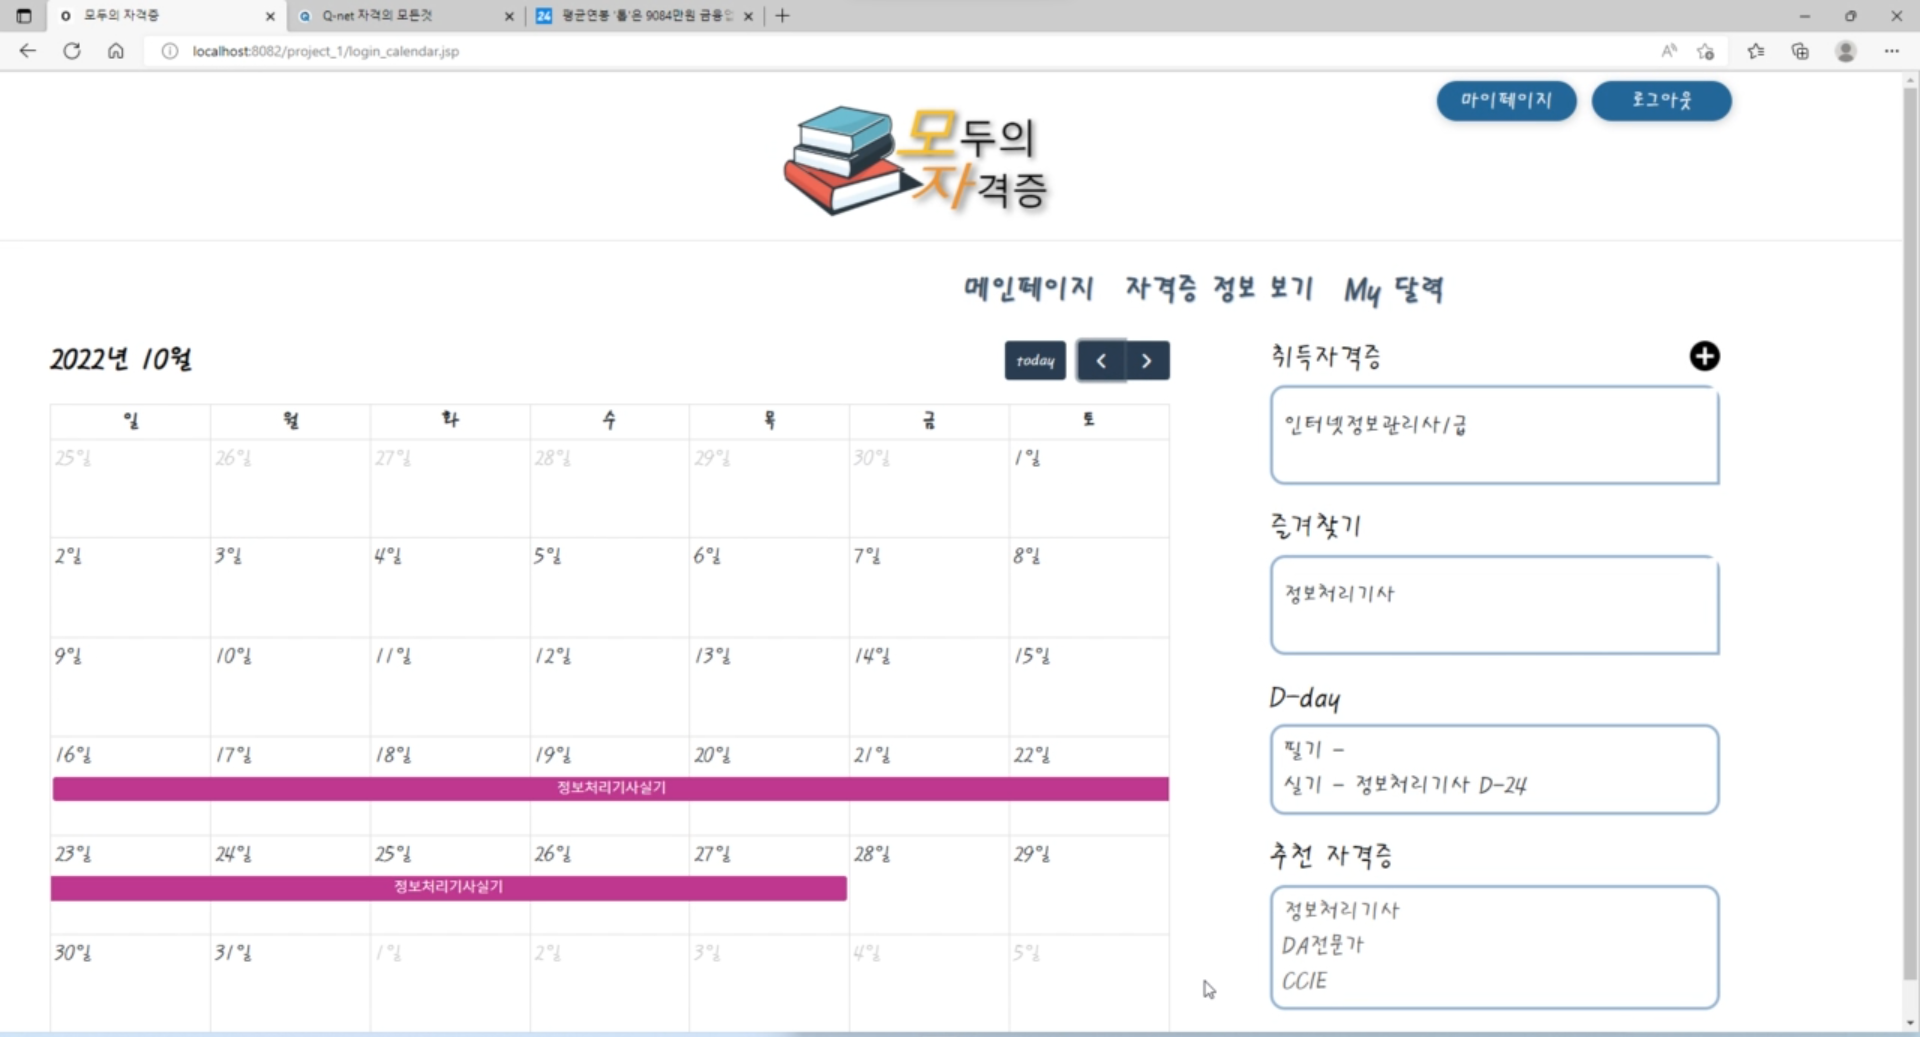 모두의 자격증
Q-net 자격의 모든것
평균연봉 '톱'은 9084만원 금융
localhost:8082/project_1/login_calendar.jsp
마이페이지 로그아웃
모두의
자격증
메인페이지 자격증 정보 보기 My 달력
2022년 10월
today
일 월 화 수 목 금 토
25일 26일 27일 28일 29일 30일 1일
2일 3일 4일 5일 6일 7일 8일
9일 10일 11일 12일 13일 14일 15일
16일 17일 18일 19일 20일 21일 22일
정보처리기사실기
23일 24일 25일 26일 27일 28일 29일
정보처리기사실기
30일 31일 1일 2일 3일 4일 5일
취득자격증
인터넷정보관리사1급
즐겨찾기
정보처리기사
D-day
필기 -
실기 - 정보처리기사 D-24
추천 자격증
정보처리기사
DA전문가
CCIE